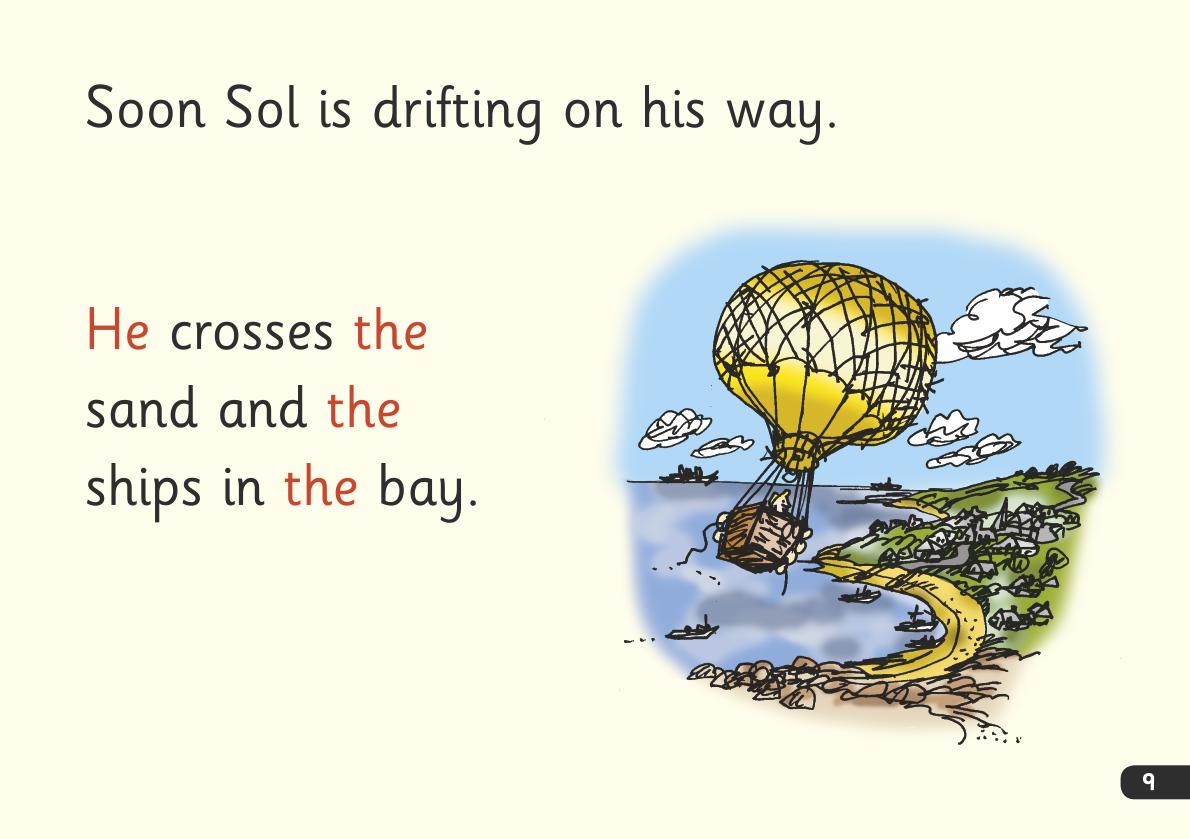 Soon Sol is drifting on his way.
He crosses the
sand and the
ships in the bay.
9